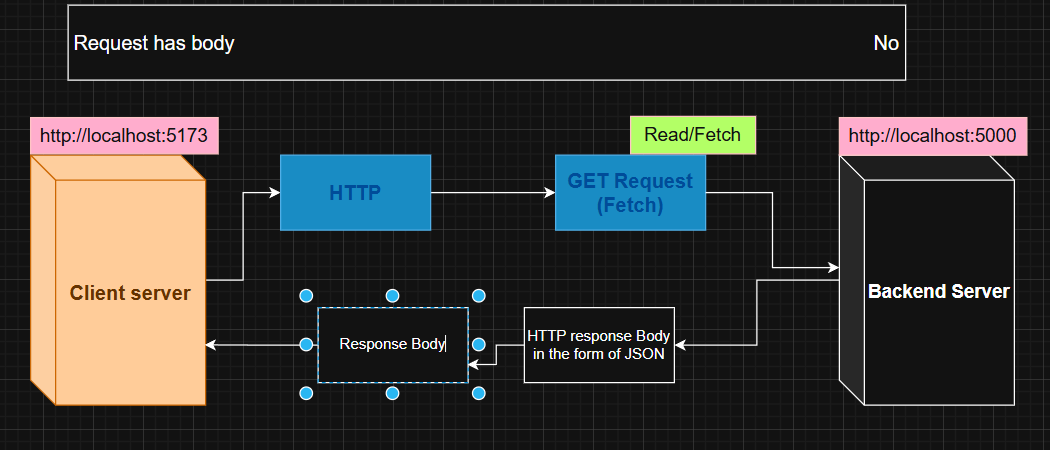 Request has body No
http://localhost:5173
Read/Fetch
http://localhost:5000
HTTP
GET Request
(Fetch)
Client server
Backend Server
Response Body
HTTP response Body
in the form of JSON